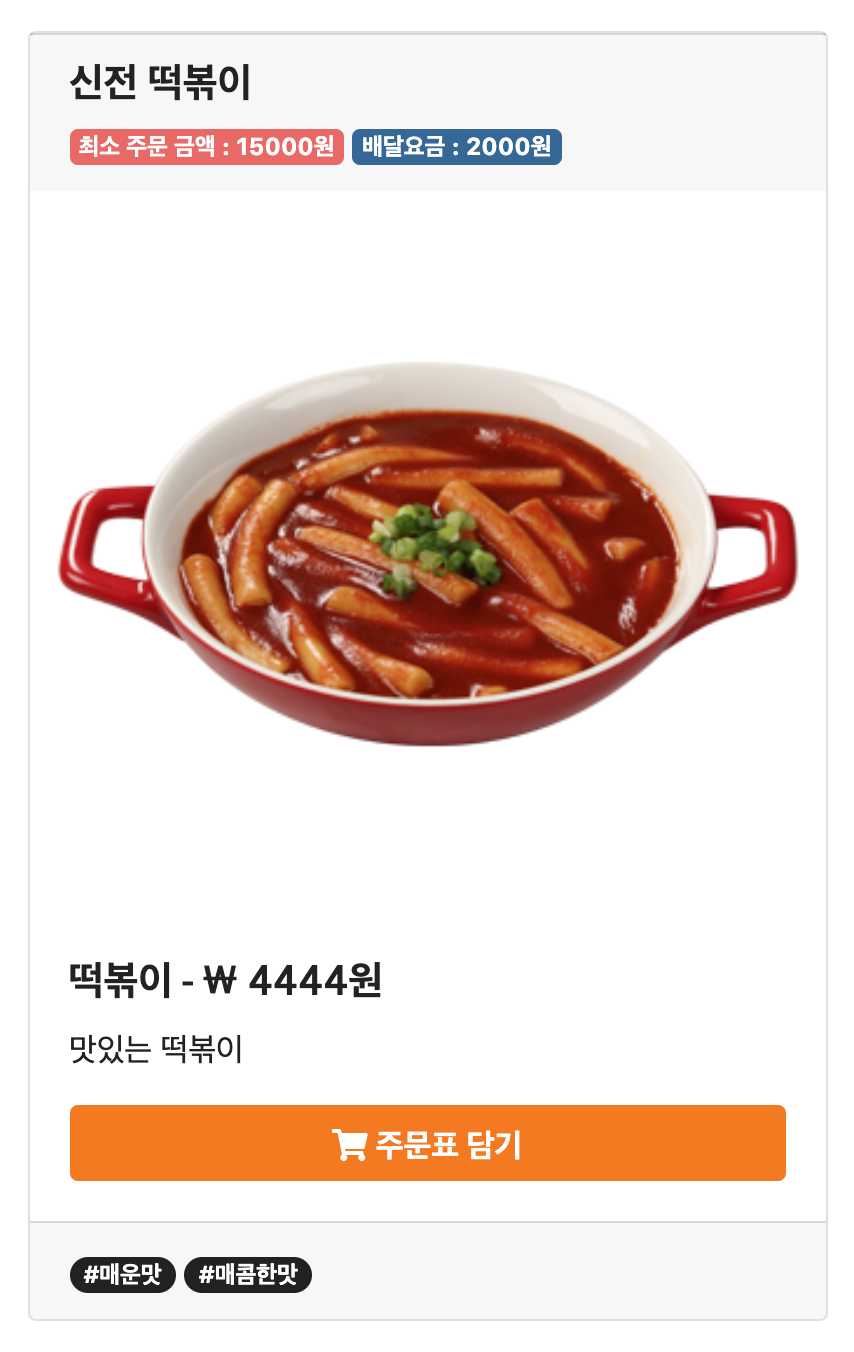 신전 떡볶이
최소 주문 금액 : 15000원 배달요금 : 2000원
떡볶이 - ₩ 4444원
맛있는 떡볶이
주문표 담기
#매운맛 #매콤한맛